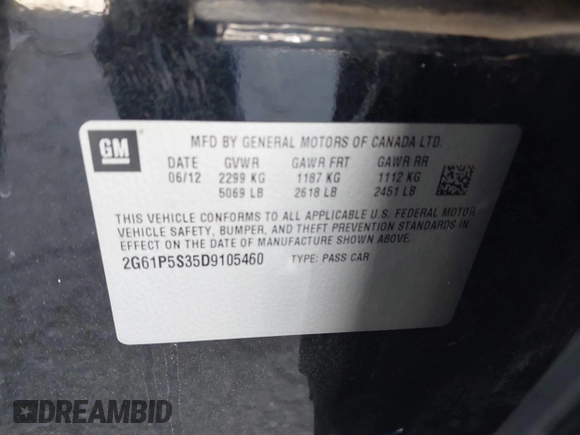 GM
MFD BY GENERAL MOTORS OF CANADA LTD.
DATE GVWR GAWR FRT GAWR RR
06/12 2299 KG 1187 KG 1112 KG
5069 LB 2618 LB 2451 LB
THIS VEHICLE CONFORMS TO ALL APPLICABLE U.S. FEDERAL MOTOR
VEHICLE SAFETY, BUMPER, AND THEFT PREVENTION STANDARDS IN
EFFECT ON THE DATE OF MANUFACTURE SHOWN ABOVE.
2G61P5S35D9105460 TYPE: PASS CAR
DREAMBID